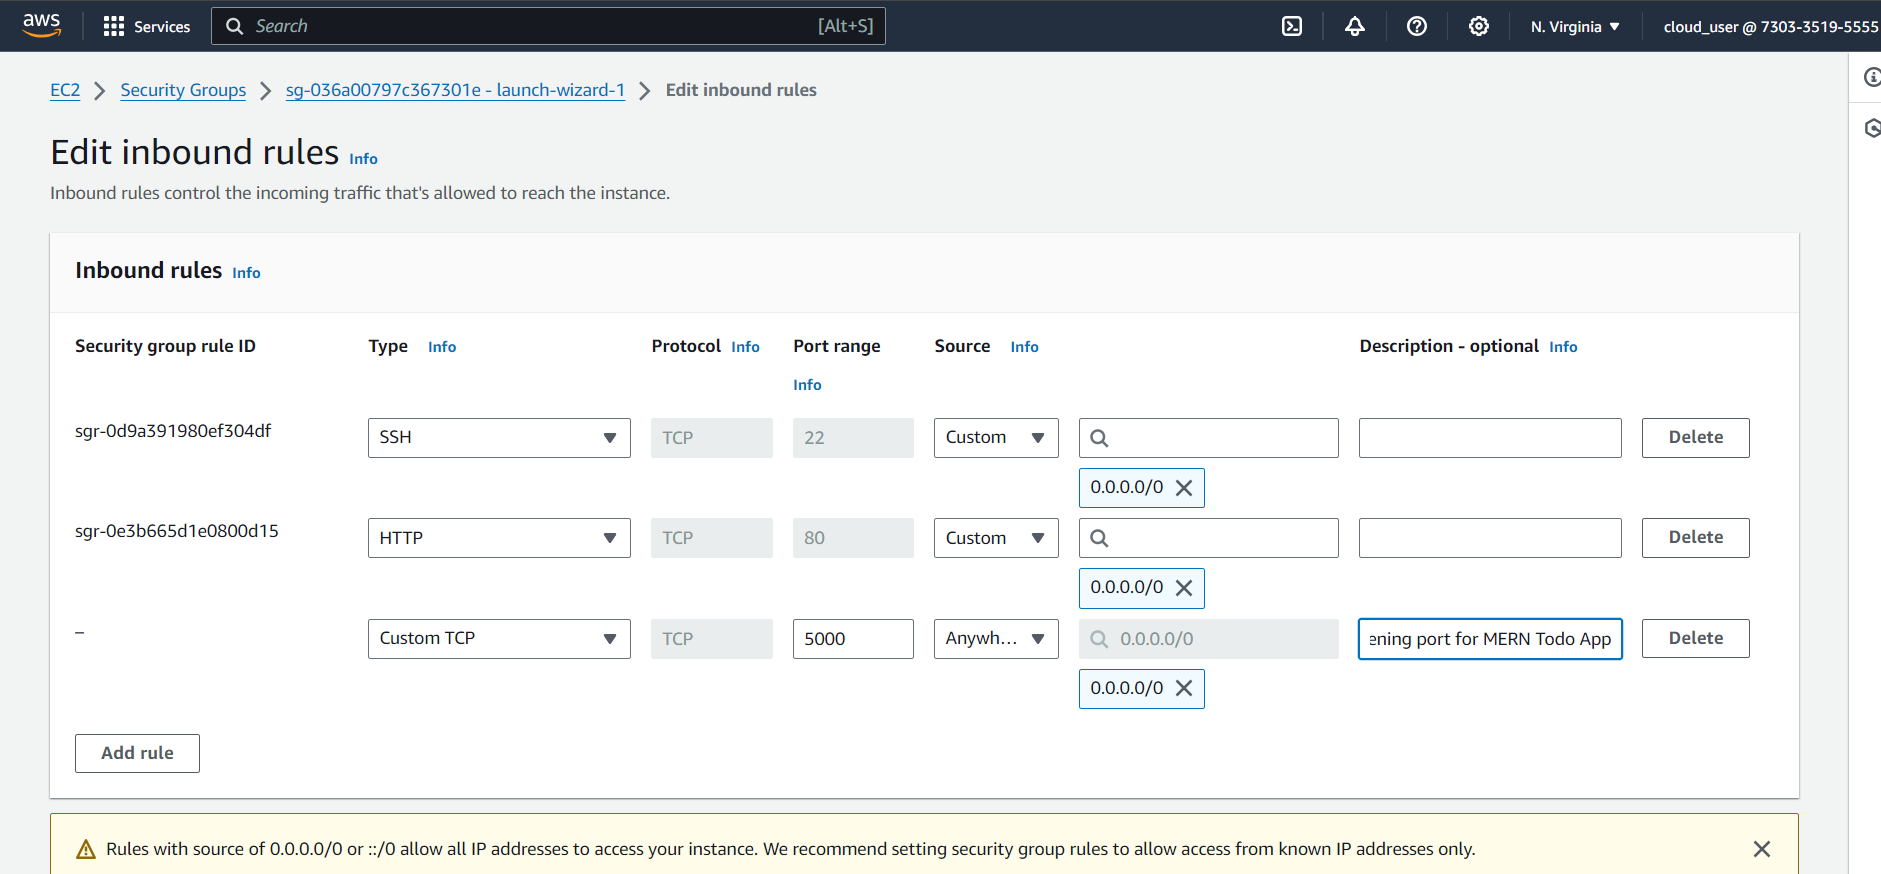 aws Services Search [Alt+S] N. Virginia cloud_user @ 7303-3519-5555
EC2 Security Groups sg-036a00797c367301e - launch-wizard-1 Edit inbound rules
Edit inbound rules Info
Inbound rules control the incoming traffic that's allowed to reach the instance.
Inbound rules Info
Security group rule ID Type Info Protocol Info Port range Source Info Description - optional Info
Info
sgr-0d9a391980ef304df SSH TCP 22 Custom Delete
0.0.0.0/0
sgr-0e3b665d1e0800d15 HTTP TCP 80 Custom Delete
0.0.0.0/0
– Custom TCP TCP 5000 Anywh... 0.0.0.0/0 ening port for MERN Todo App Delete
0.0.0.0/0
Add rule
Rules with source of 0.0.0.0/0 or ::/0 allow all IP addresses to access your instance. We recommend setting security group rules to allow access from known IP addresses only.